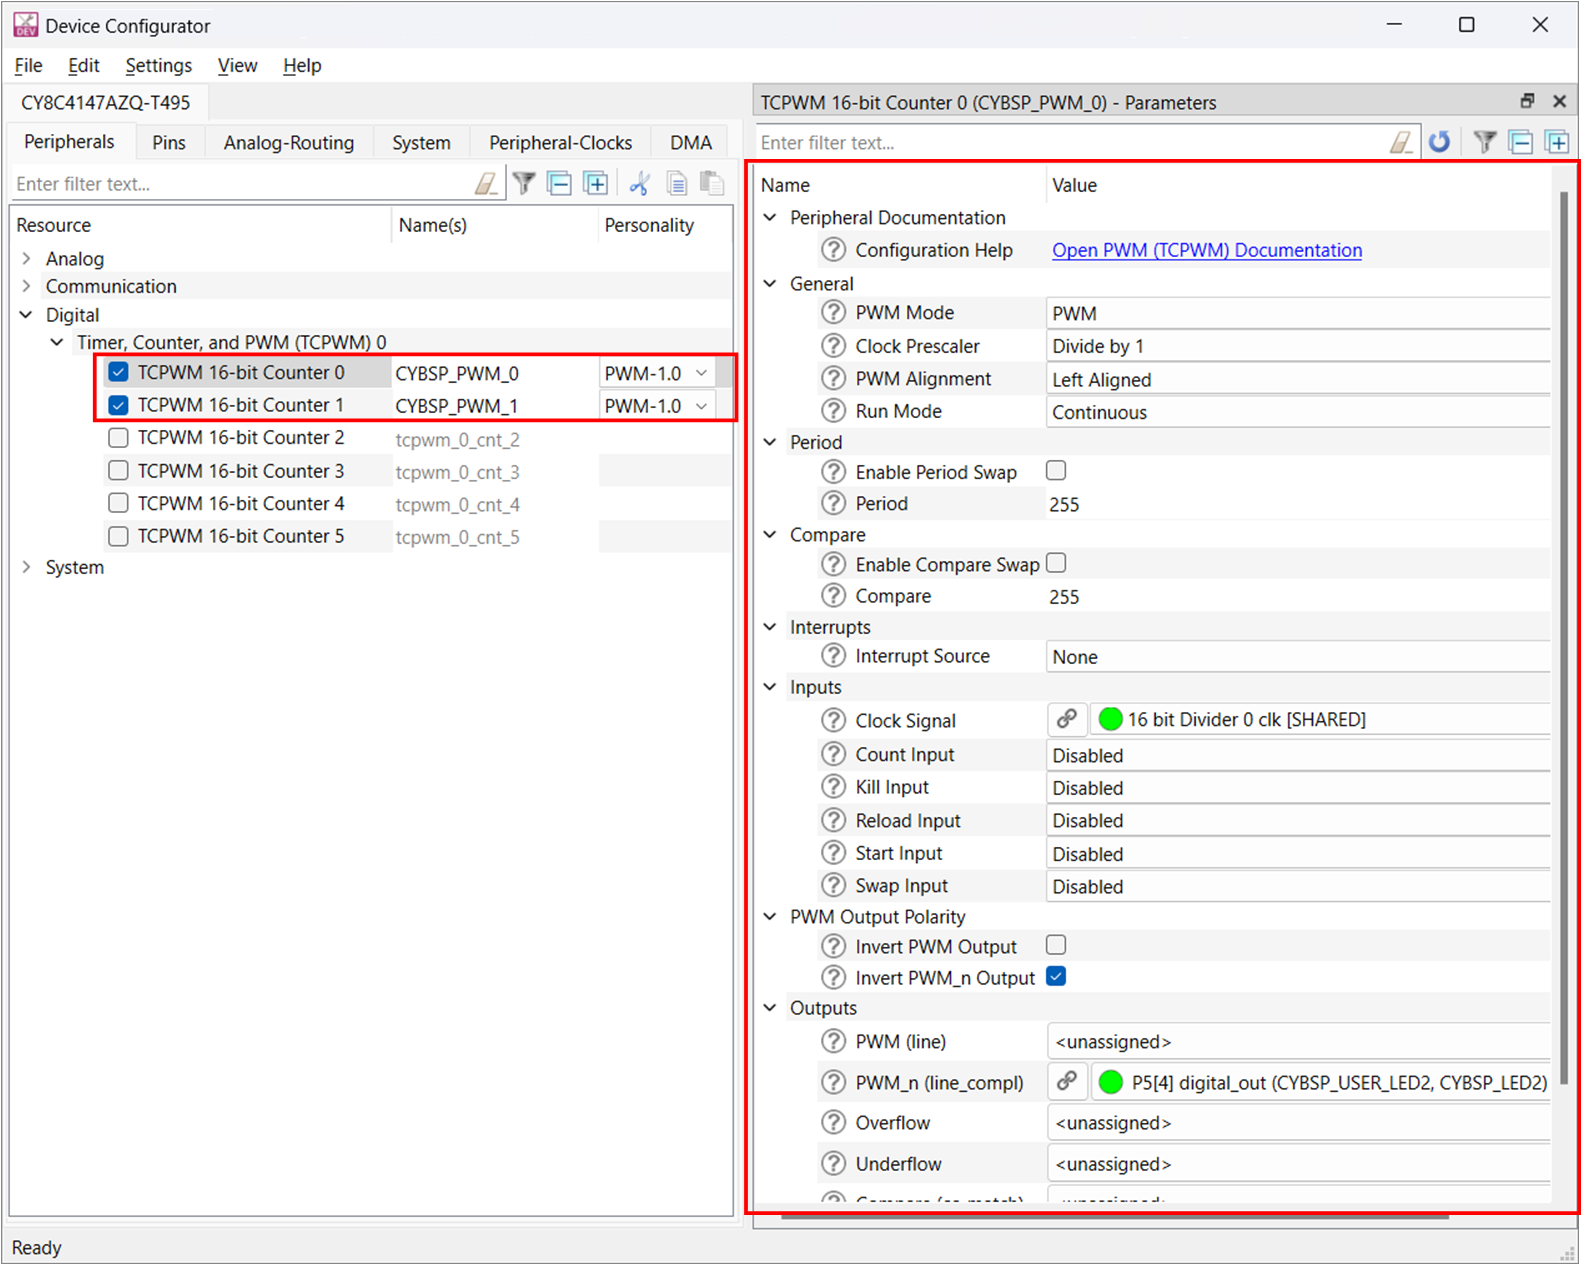 Device Configurator
File Edit Settings View Help
CY8C4147AZQ-T495
Peripherals Pins Analog-Routing System Peripheral-Clocks DMA
Enter filter text...
Resource Name(s) Personality
Analog
Communication
Digital
Timer, Counter, and PWM (TCPWM) 0
TCPWM 16-bit Counter 0 CYBSP_PWM_0 PWM-1.0
TCPWM 16-bit Counter 1 CYBSP_PWM_1 PWM-1.0
TCPWM 16-bit Counter 2 tcpwm_0_cnt_2
TCPWM 16-bit Counter 3 tcpwm_0_cnt_3
TCPWM 16-bit Counter 4 tcpwm_0_cnt_4
TCPWM 16-bit Counter 5 tcpwm_0_cnt_5
System
TCPWM 16-bit Counter 0 (CYBSP_PWM_0) - Parameters
Enter filter text...
Name Value
Peripheral Documentation
Configuration Help Open PWM (TCPWM) Documentation
General
PWM Mode PWM
Clock Prescaler Divide by 1
PWM Alignment Left Aligned
Run Mode Continuous
Period
Enable Period Swap
Period 255
Compare
Enable Compare Swap
Compare 255
Interrupts
Interrupt Source None
Inputs
Clock Signal 16 bit Divider 0 clk [SHARED]
Count Input Disabled
Kill Input Disabled
Reload Input Disabled
Start Input Disabled
Swap Input Disabled
PWM Output Polarity
Invert PWM Output
Invert PWM_n Output
Outputs
PWM (line) <unassigned>
PWM_n (line_compl) P5[4] digital_out (CYBSP_USER_LED2, CYBSP_LED2)
Overflow <unassigned>
Underflow <unassigned>
Ready